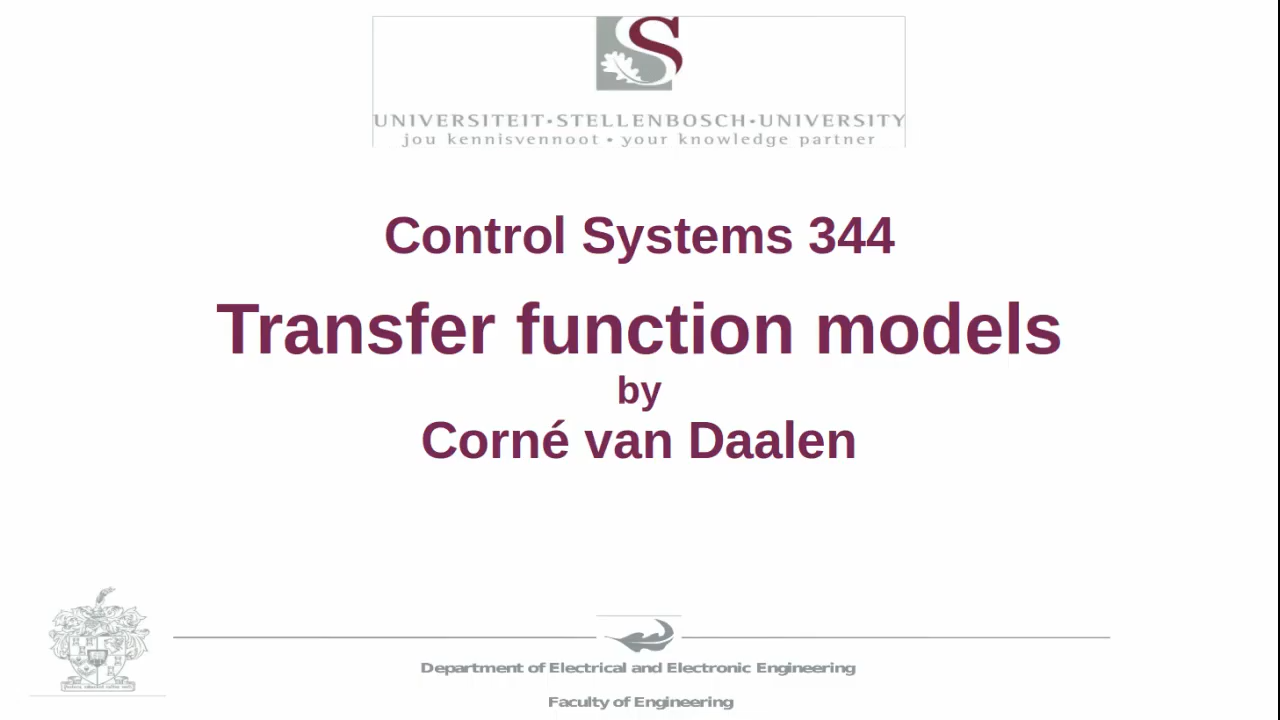 S
UNIVERSITEIT•STELLENBOSCH•UNIVERSITY
jou kennisvennoot • your knowledge partner
Control Systems 344
Transfer function models
by
Corné van Daalen
Department of Electrical and Electronic Engineering
Faculty of Engineering